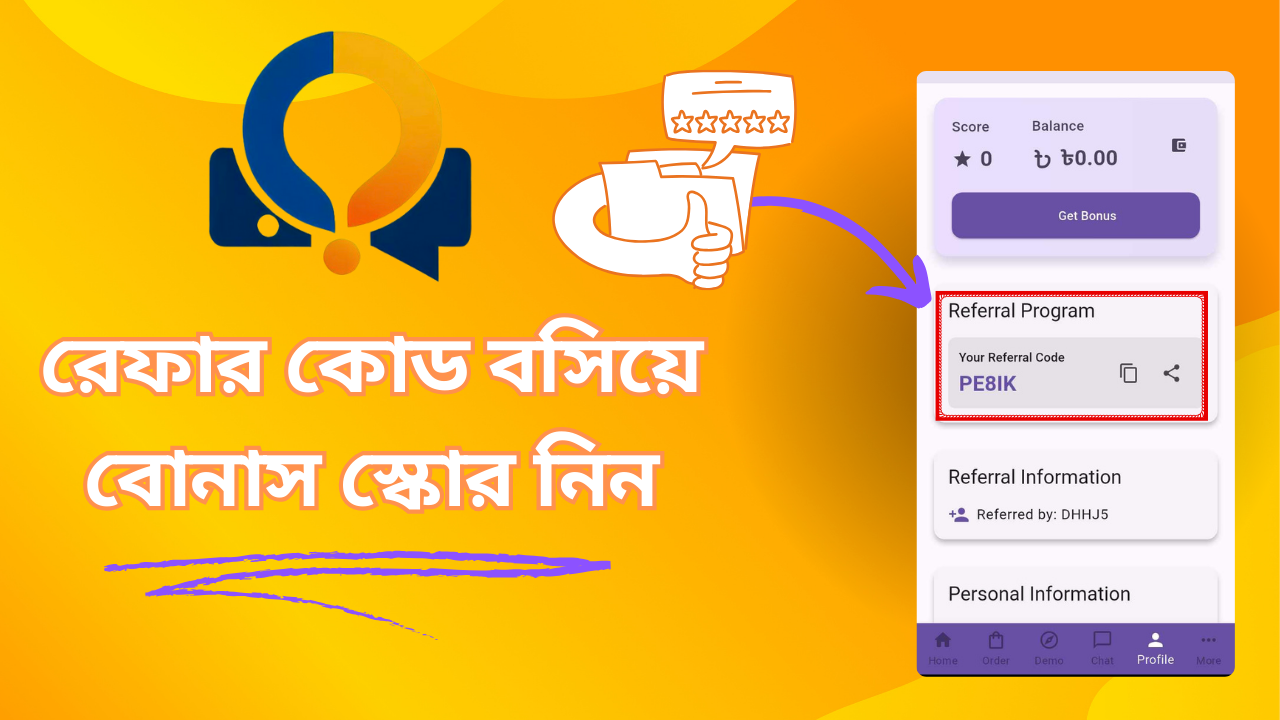 রেফার কোড বসিয়ে
বোনাস স্কোর নিন
Score
Balance
0
৳ ৳0.00
Get Bonus
Referral Program
Your Referral Code
PE8IK
Referral Information
Referred by: DHHJ5
Personal Information
Home
Order
Demo
Chat
Profile
More